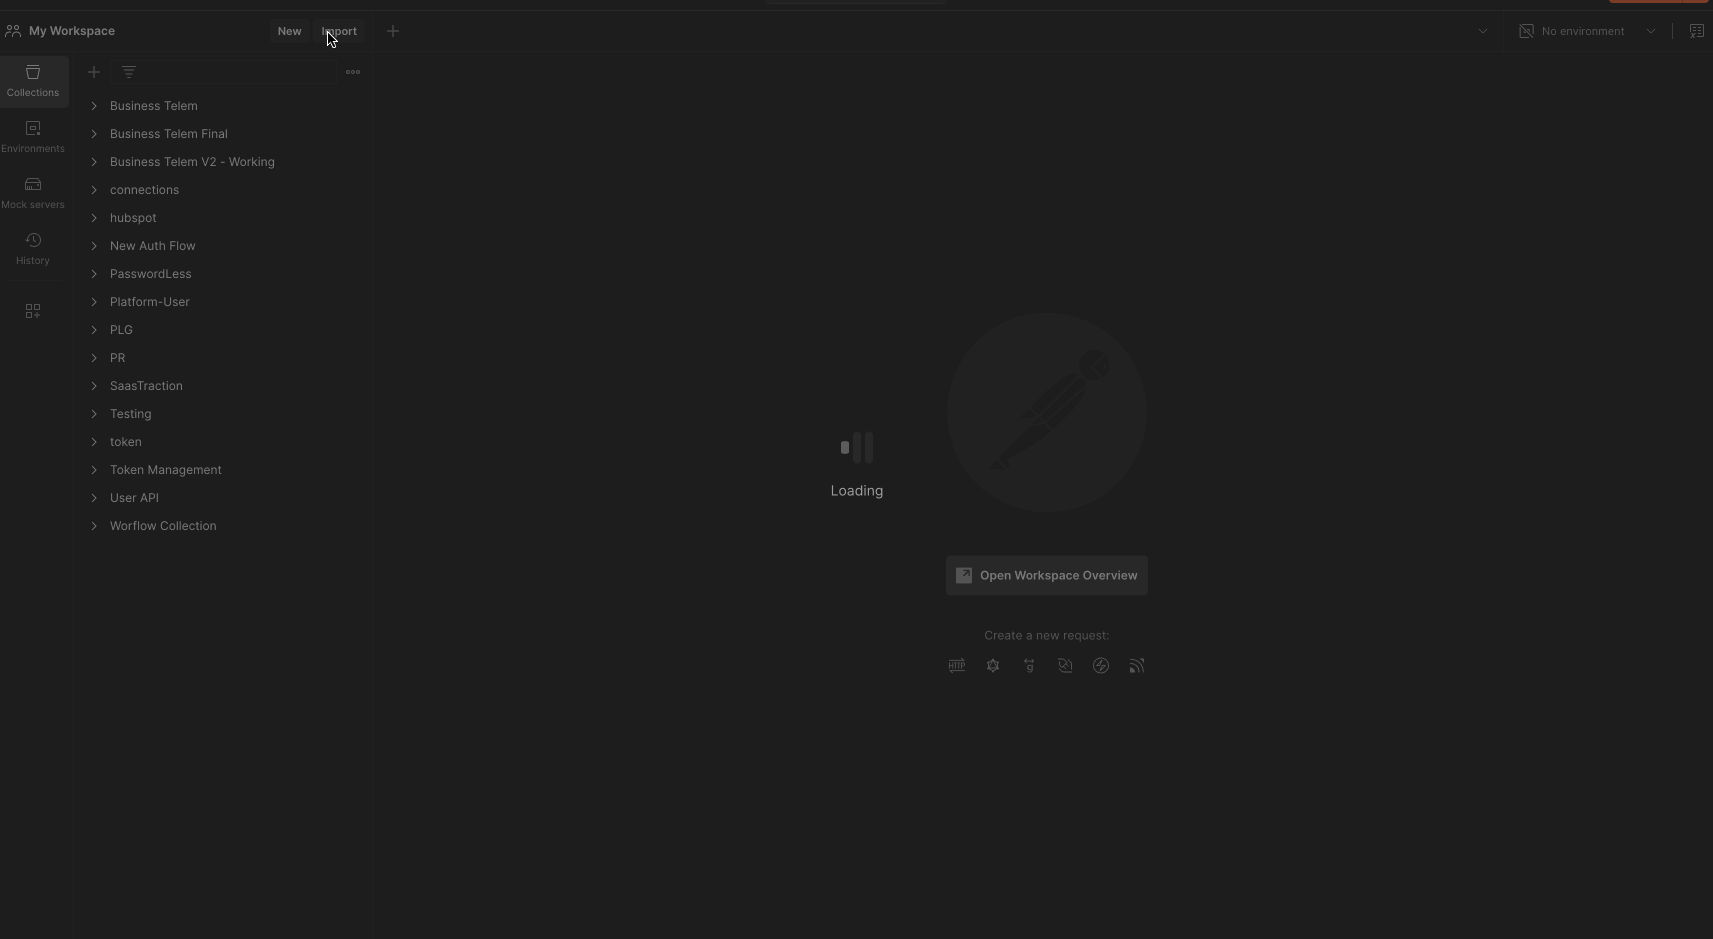 My Workspace
New
Import
No environment
Collections
Environments
Mock servers
History
Business Telem
Business Telem Final
Business Telem V2 - Working
connections
hubspot
New Auth Flow
PasswordLess
Platform-User
PLG
PR
SaasTraction
Testing
token
Token Management
User API
Worflow Collection
Loading
Open Workspace Overview
Create a new request:
HTTP